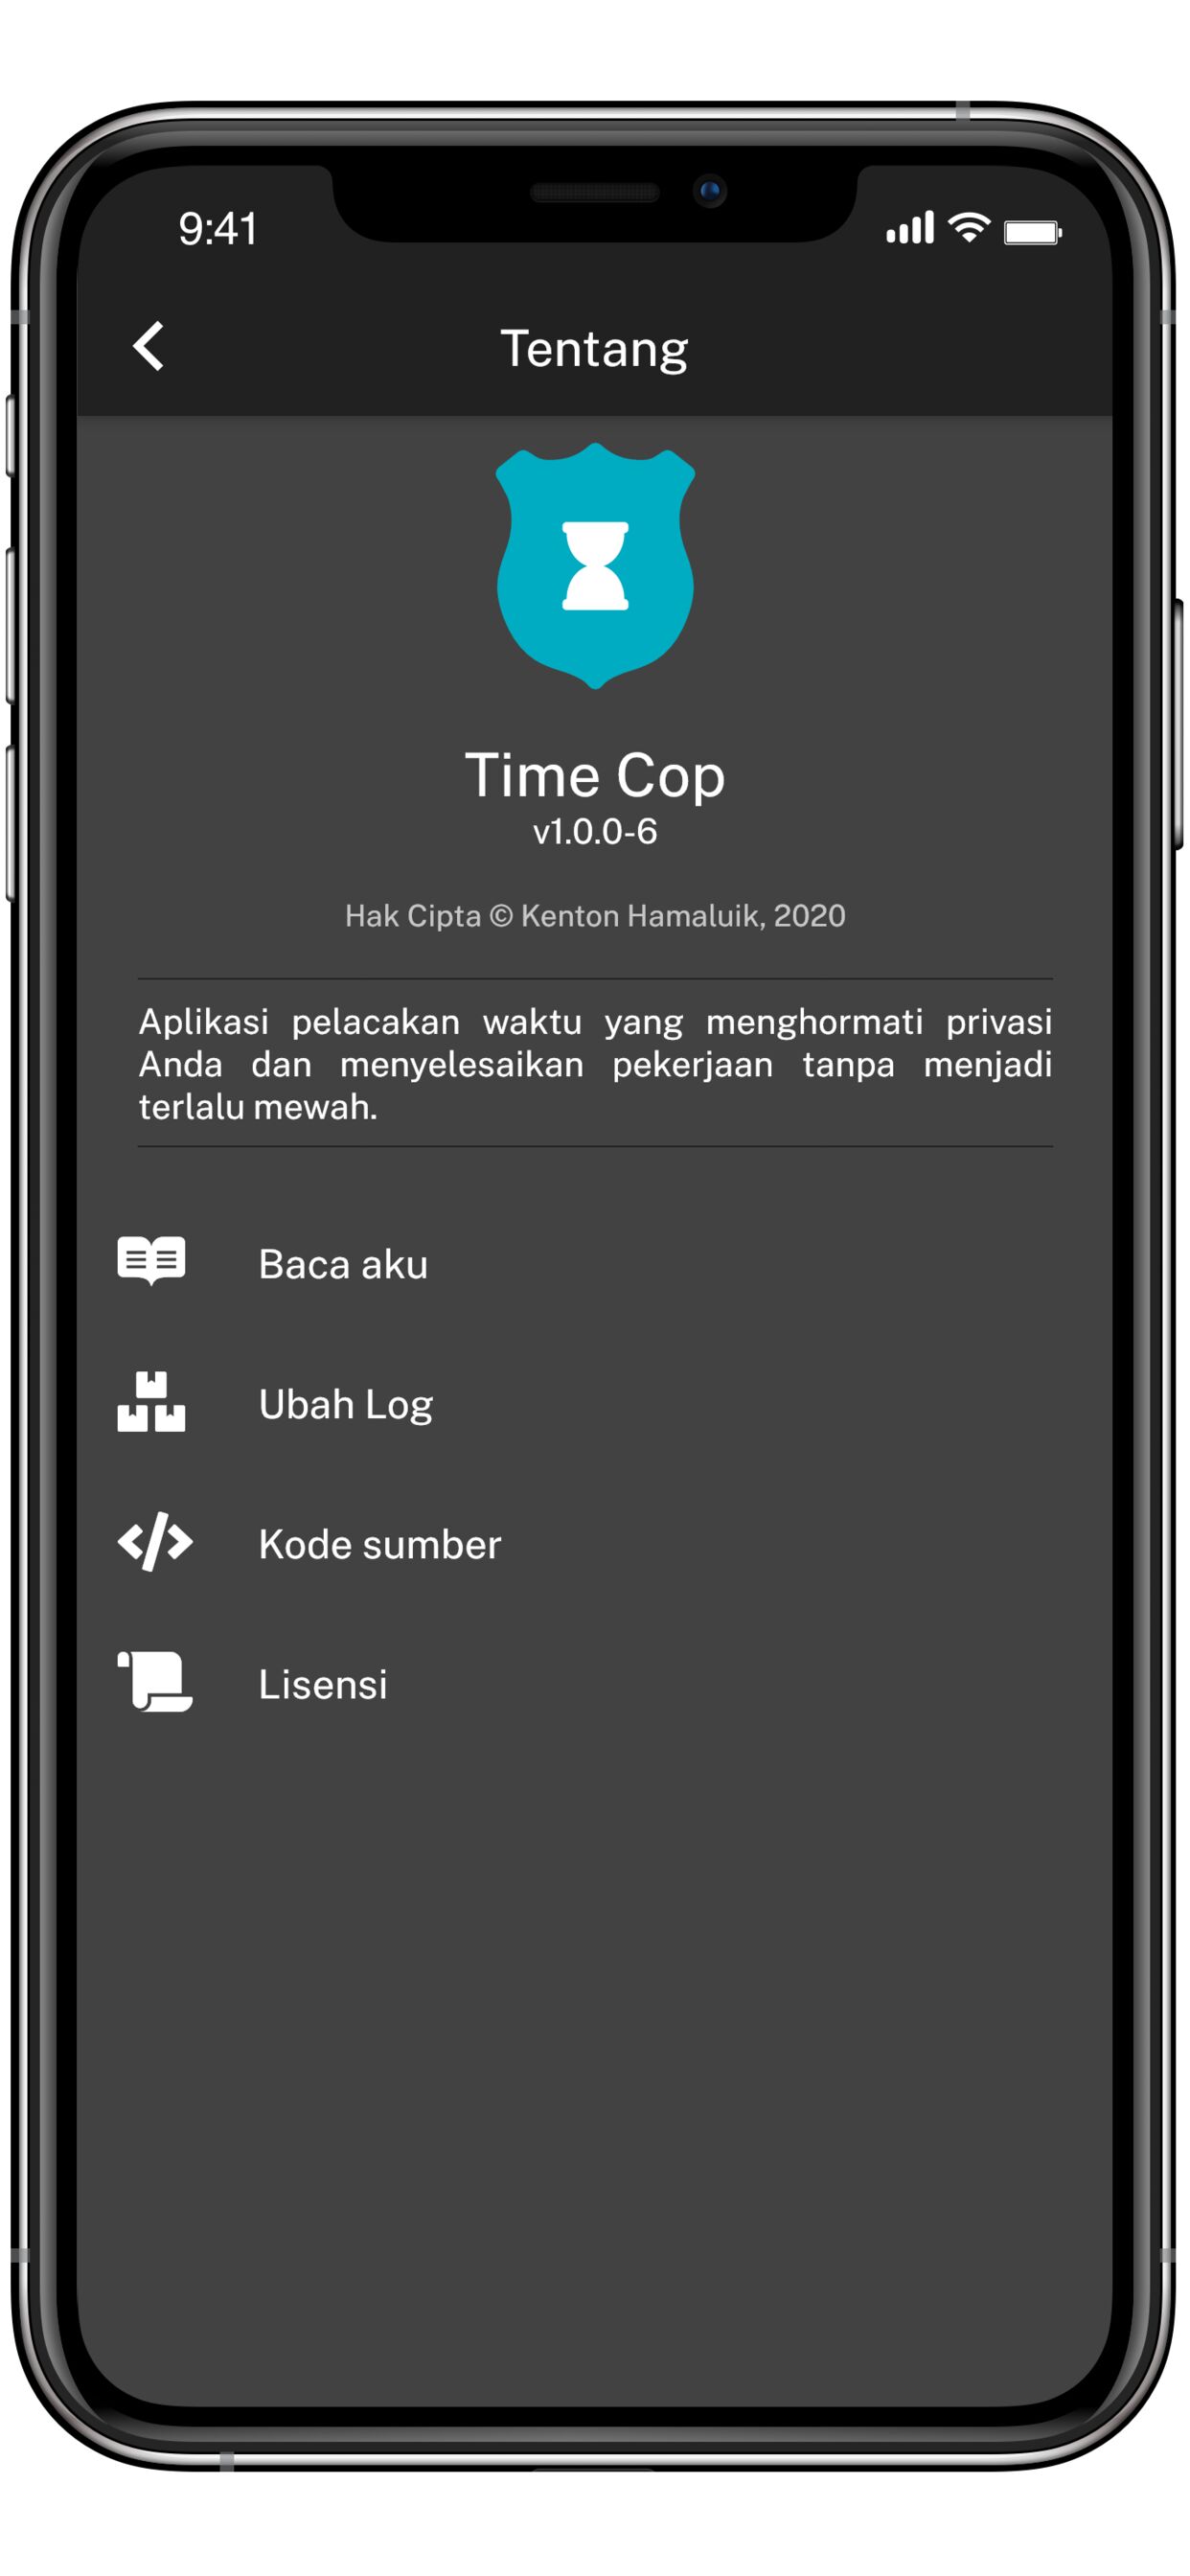 9:41
Tentang
Time Cop
v1.0.0-6
Hak Cipta © Kenton Hamaluik, 2020
Aplikasi pelacakan waktu yang menghormati privasi
Anda dan menyelesaikan pekerjaan tanpa menjadi
terlalu mewah.
Baca aku
Ubah Log
Kode sumber
Lisensi